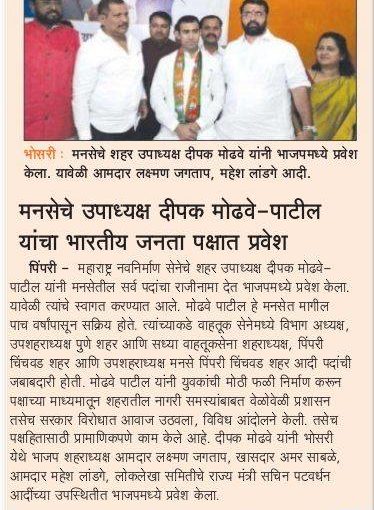 भोसरी : मनसेचे शहर उपाध्यक्ष दीपक मोढवे यांनी भाजपमध्ये प्रवेश
केला. यावेळी आमदार लक्ष्मण जगताप, महेश लांडगे आदी.
मनसेचे उपाध्यक्ष दीपक मोढवे-पाटील
यांचा भारतीय जनता पक्षात प्रवेश
पिंपरी - महाराष्ट्र नवनिर्माण सेनेचे शहर उपाध्यक्ष दीपक मोढवे-
पाटील यांनी मनसेतील सर्व पदांचा राजीनामा देत भाजपमध्ये प्रवेश केला.
यावेळी त्यांचे स्वागत करण्यात आले. मोढवे पाटील हे मनसेत मागील
पाच वर्षांपासून सक्रिय होते. त्यांच्याकडे वाहतूक सेनेमध्ये विभाग अध्यक्ष,
उपशहराध्यक्ष पुणे शहर आणि सध्या वाहतूकसेना शहराध्यक्ष, पिंपरी
चिंचवड शहर आणि उपशहराध्यक्ष मनसे पिंपरी चिंचवड शहर आदी पदांची
जबाबदारी होती. मोढवे पाटील यांनी युवकांची मोठी फळी निर्माण करून
पक्षाच्या माध्यमातून शहरातील नागरी समस्यांबाबत वेळोवेळी प्रशासन
तसेच सरकार विरोधात आवाज उठवला, विविध आंदोलने केली. तसेच
पक्षहितासाठी प्रामाणिकपणे काम केले आहे. दीपक मोढवे यांनी भोसरी
येथे भाजप शहराध्यक्ष आमदार लक्ष्मण जगताप, खासदार अमर साबळे,
आमदार महेश लांडगे, लोकलेखा समितीचे राज्य मंत्री सचिन पटवर्धन
आदींच्या उपस्थितीत भाजपमध्ये प्रवेश केला.